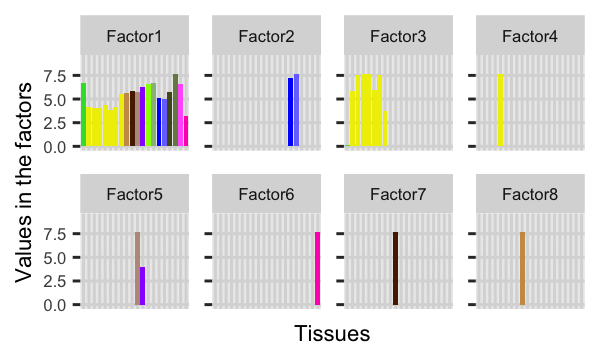 Factor1 Factor2 Factor3 Factor4
7.5
5.0
2.5
0.0
Factor5 Factor6 Factor7 Factor8
7.5
5.0
2.5
0.0
Values in the factors
Tissues